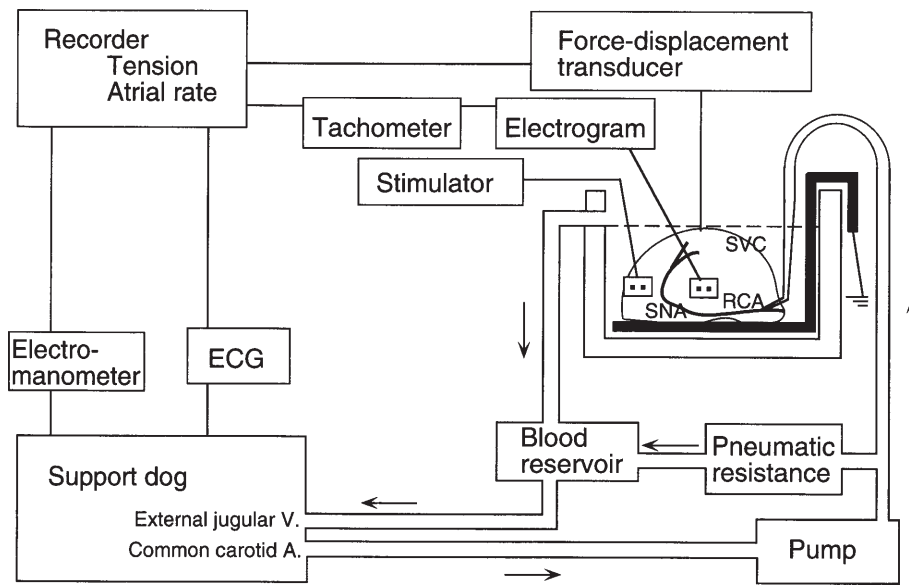 Recorder
Tension
Atrial rate
Force-displacement
transducer
Tachometer
Electrogram
Stimulator
SVC
SNA
RCA
Electro-
manometer
ECG
Blood
reservoir
Pneumatic
resistance
Support dog
External jugular V.
Common carotid A.
Pump